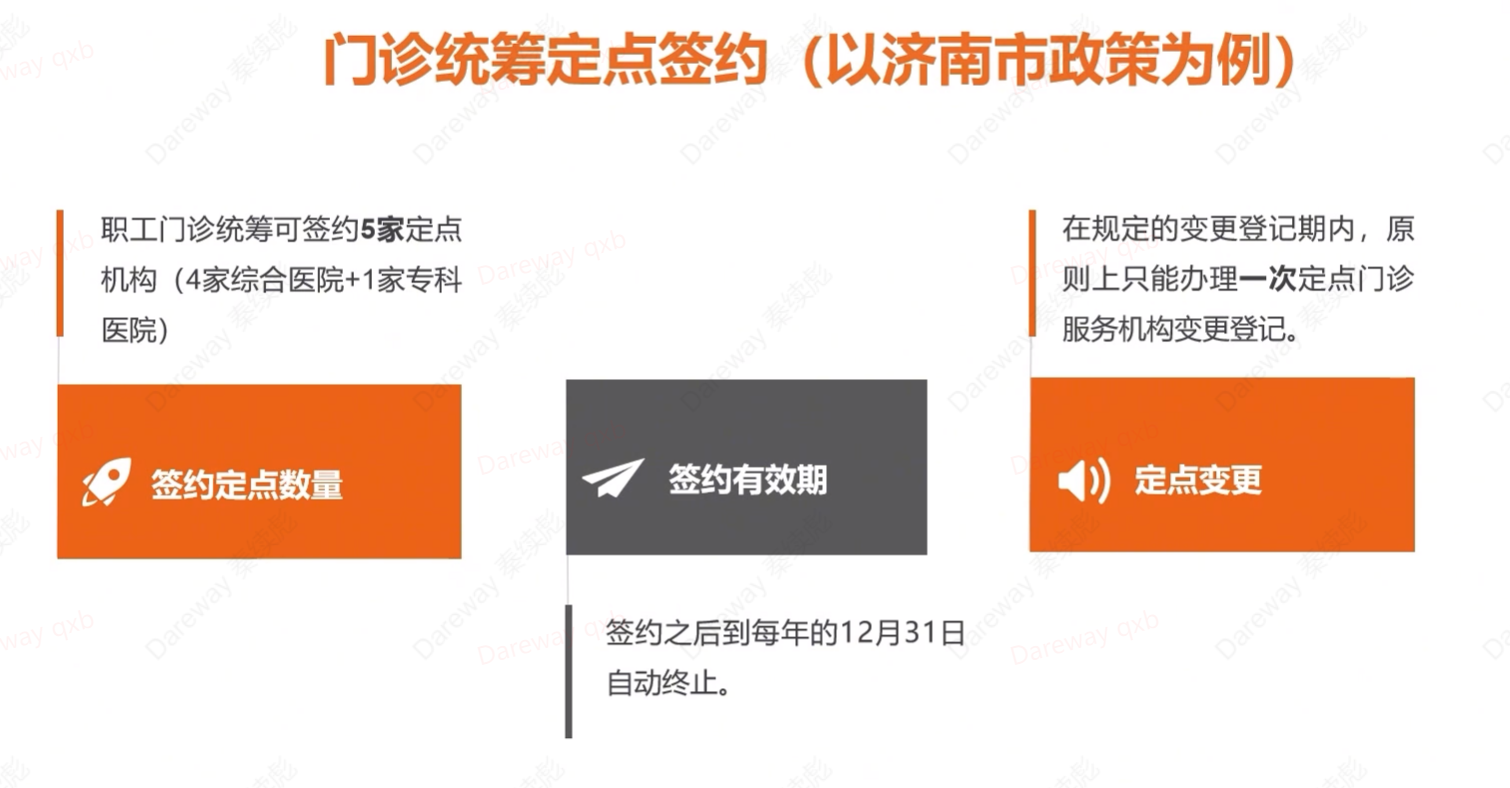 门诊统筹定点签约（以济南市政策为例）
职工门诊统筹可签约5家定点
机构（4家综合医院+1家专科
医院）
签约定点数量
签约有效期
签约之后到每年的12月31日
自动终止。
在规定的变更登记期内，原
则上只能办理一次定点门诊
服务机构变更登记。
定点变更
Dareway 秦续彪
Dareway qxb